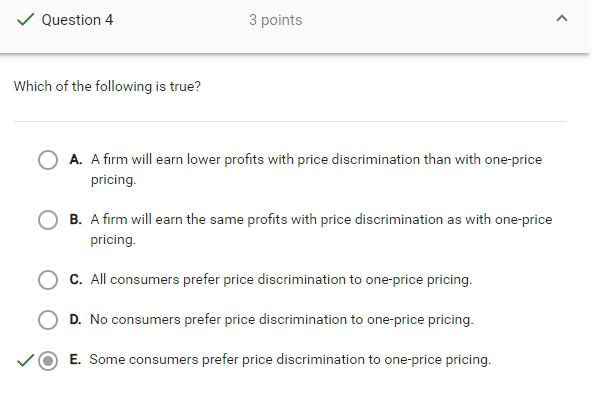 Question 4 3 points
Which of the following is true?
A. A firm will earn lower profits with price discrimination than with one-price
pricing.
B. A firm will earn the same profits with price discrimination as with one-price
pricing.
C. All consumers prefer price discrimination to one-price pricing.
D. No consumers prefer price discrimination to one-price pricing.
E. Some consumers prefer price discrimination to one-price pricing.